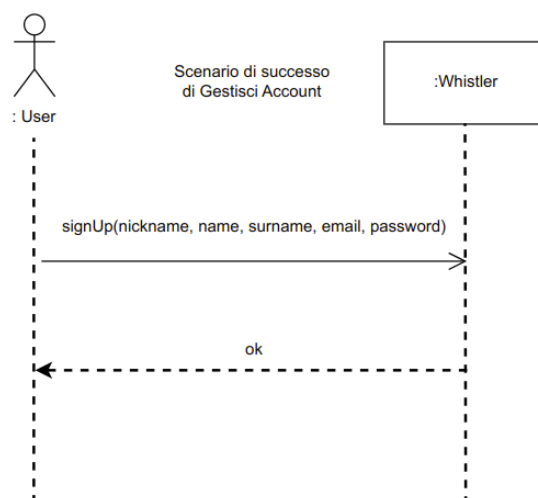 Scenario di successo
di Gestisci Account
:Whistler
: User
signUp(nickname, name, surname, email, password)
ok